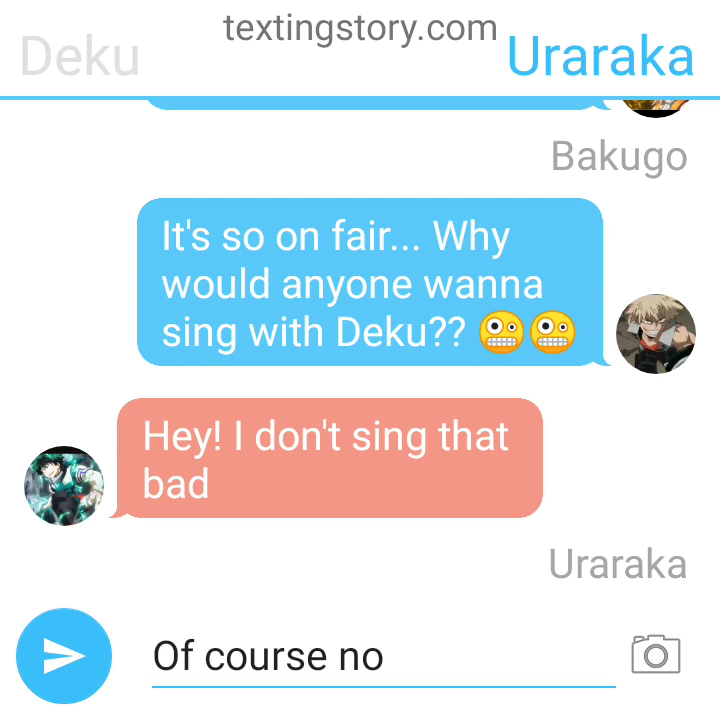 textingstory.com
Deku
Uraraka
Bakugo
It's so on fair... Why
would anyone wanna
sing with Deku?? 😬😬
Hey! I don't sing that
bad
Uraraka
Of course no